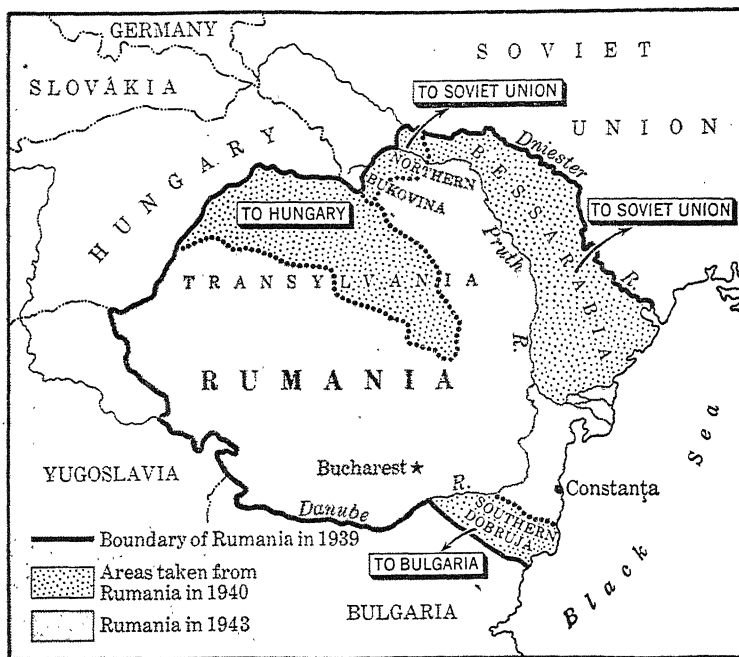 GERMANY
SLOVÁKIA
SOVIET
UNION
HUNGARY
TO SOVIET UNION
NORTHERN
BUKOVINA
BESSARABIA
Dniester
R.
TO SOVIET UNION
TO HUNGARY
TRANSYLVANIA
Pruth
R.
RUMANIA
YUGOSLAVIA
Bucharest
R.
Danube
Constanţa
SOUTHERN
DOBRUJA
TO BULGARIA
BULGARIA
Black
Sea
Boundary of Rumania in 1939
Areas taken from
Rumania in 1940
Rumania in 1943